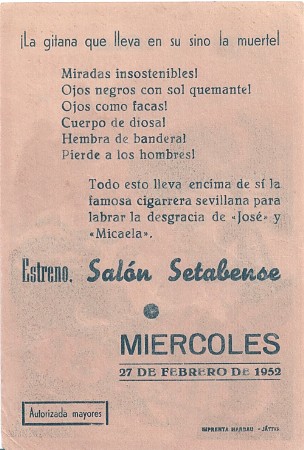 ¡La gitana que lleva en su sino la muerte!
Miradas insostenibles!
Ojos negros con sol quemante!
Ojos como facas!
Cuerpo de diosa!
Hembra de bandera!
Pierde a los hombres!
Todo esto lleva encima de sí la
famosa cigarrera sevillana para
labrar la desgracia de «José» y
«Micaela».
Estreno, Salón Setabense
MIERCOLES
27 DE FEBRERO DE 1952
Autorizada mayores
IMPRENTA MARBAU - JÁTIVA